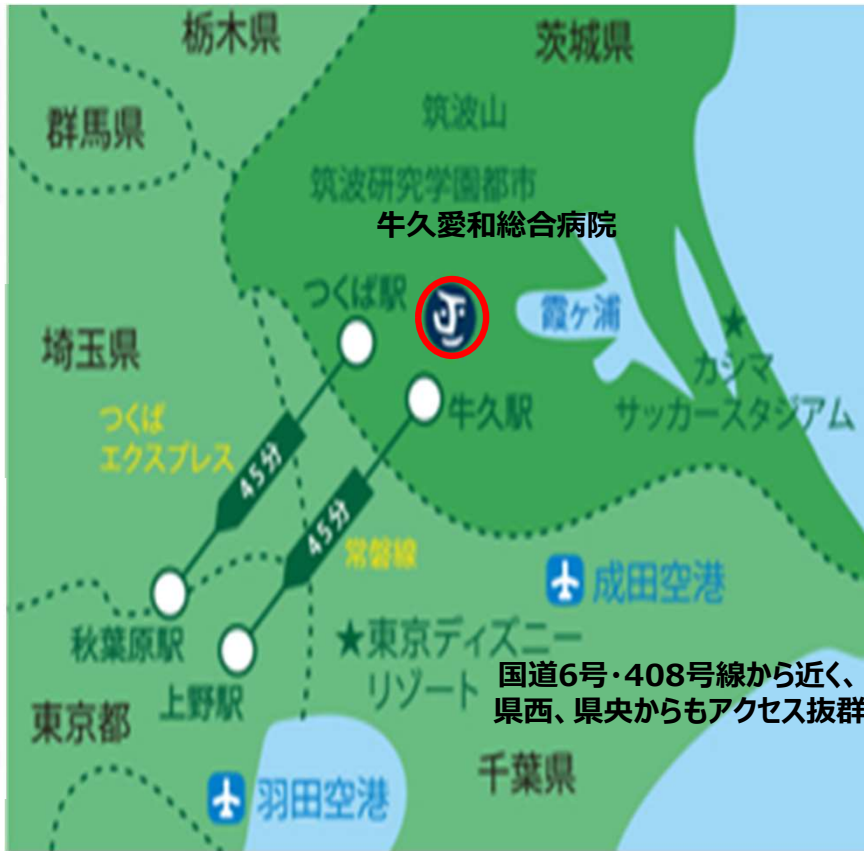 栃木県
茨城県
群馬県
筑波山
筑波研究学園都市
牛久愛和総合病院
つくば駅
霞ヶ浦
埼玉県
カシマ
サッカースタジアム
牛久駅
つくば
エクスプレス
45分
45分
常磐線
成田空港
秋葉原駅
★東京ディズニー
リゾート
上野駅
国道6号・408号線から近く、
県西、県央からもアクセス抜群
東京都
千葉県
羽田空港